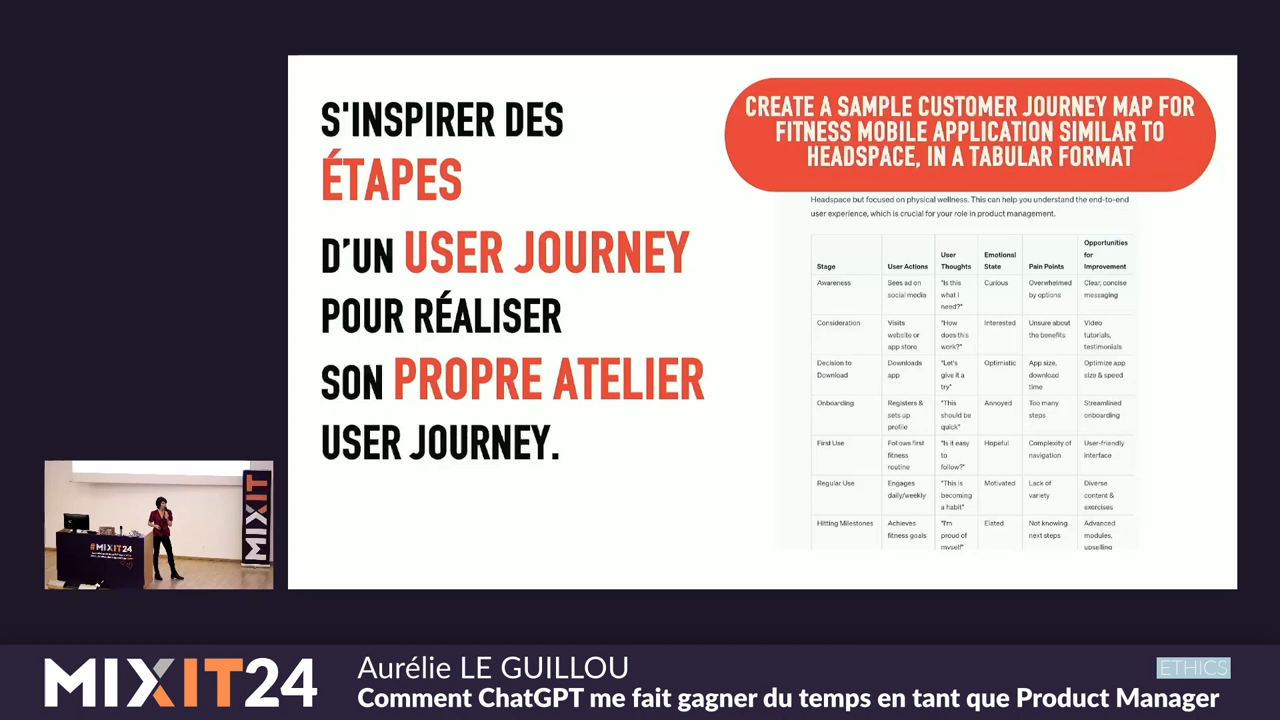 S'INSPIRER DES
ÉTAPES
D'UN USER JOURNEY
POUR RÉALISER
SON PROPRE ATELIER
USER JOURNEY.
CREATE A SAMPLE CUSTOMER JOURNEY MAP FOR
FITNESS MOBILE APPLICATION SIMILAR TO
HEADSPACE, IN A TABULAR FORMAT
Headspace but focused on physical wellness. This can help you understand the end-to-end
user experience, which is crucial for your role in product management.
Stage
User Actions
User
Thoughts
Emotional
State
Pain Points
Opportunities
for
Improvement
Awareness
Sees ad on
social media
"Is this
what I
need?"
Curious
Overwhelmed
by options
Clear, concise
messaging
Consideration
Visits
website or
app store
"How
does this
work?"
Interested
Unsure about
the benefits
Video
tutorials,
testimonials
Decision to
Download
Downloads
app
"Let's
give it a
try"
Optimistic
App size,
download
time
Optimize app
size & speed
Onboarding
Registers &
sets up
profile
"This
should be
quick"
Annoyed
Too many
steps
Streamlined
onboarding
First Use
Follows first
fitness
routine
"Is it easy
to
follow?"
Hopeful
Complexity of
navigation
User-friendly
interface
Regular Use
Engages
daily/weekly
"This is
becoming
a habit"
Motivated
Lack of
variety
Diverse
content &
exercises
Hitting Milestones
Achieves
fitness goals
"I'm
proud of
myself"
Elated
Not knowing
next steps
Advanced
modules,
upselling
MIXIT
#MIXIT24
MIXIT24
Aurélie LE GUILLOU
Comment ChatGPT me fait gagner du temps en tant que Product Manager
ETHICS